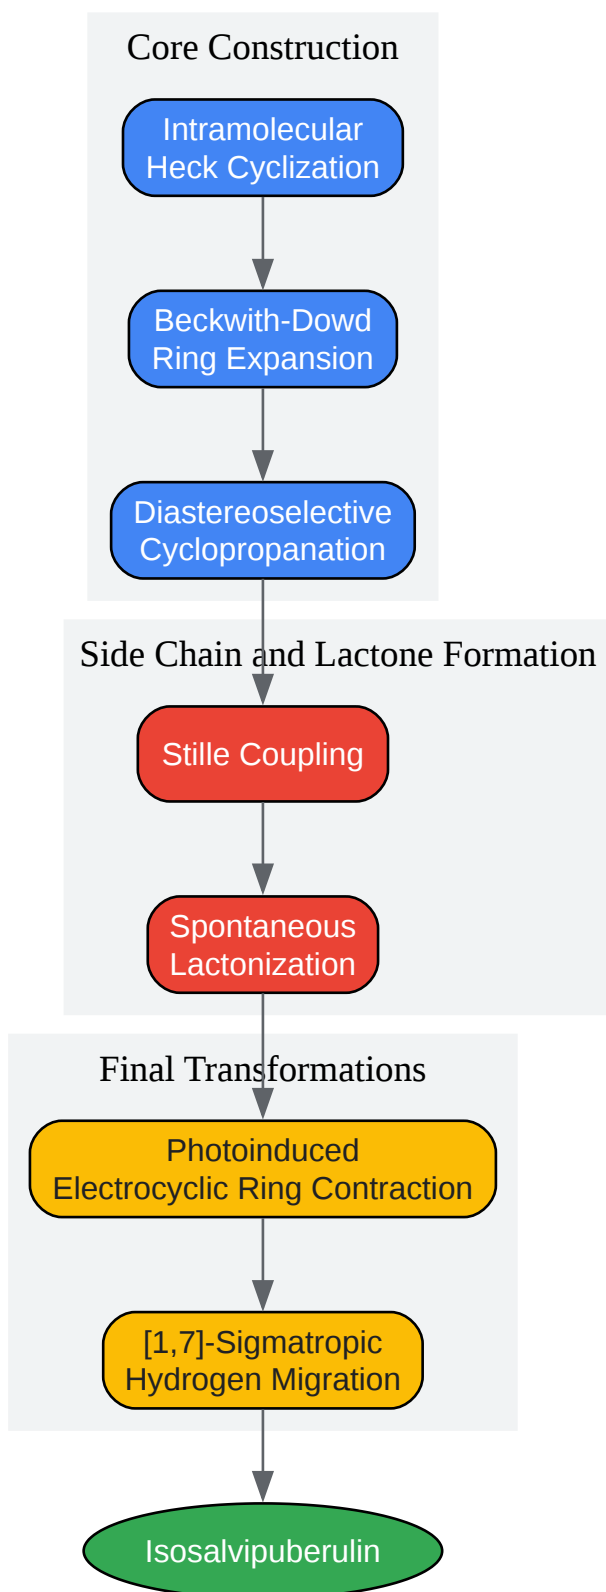 Core Construction
Intramolecular
Heck Cyclization
Beckwith-Dowd
Ring Expansion
Diastereoselective
Cyclopropanation
Side Chain and Lactone Formation
Stille Coupling
Spontaneous
Lactonization
Final Transformations
Photoinduced
Electrocyclic Ring Contraction
[1,7]-Sigmatropic
Hydrogen Migration
Isosalvipuberulin